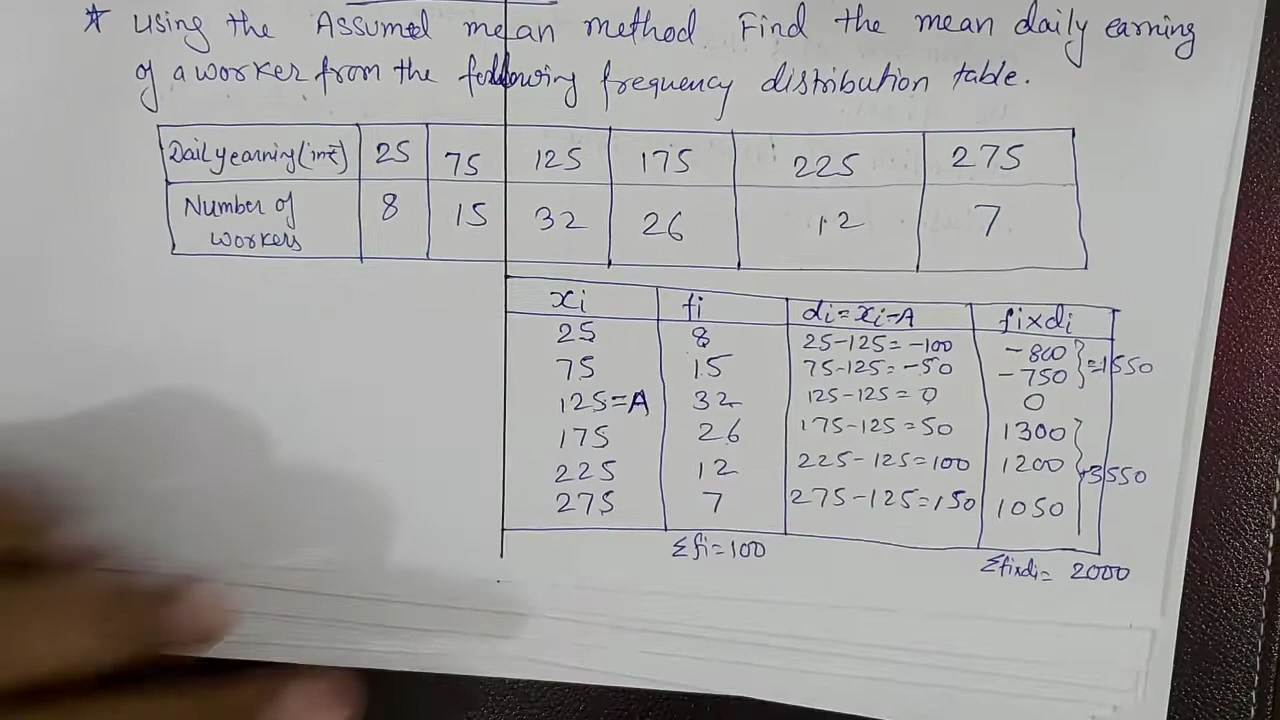 * Using the Assumed mean method Find the mean daily earning
of a worker from the following frequency distribution table.
Daily earning (in ₹) 25 75 125 175 225 275
Number of workers 8 15 32 26 12 7
xi fi di=xi-A fixdi
25 8 25-125=-100 -800
75 15 75-125=-50 -750 } =1550
125=A 32 125-125=0 0
175 26 175-125=50 1300
225 12 225-125=100 1200 } +3550
275 7 275-125=150 1050
Σfi=100 Σfixdi= 2000